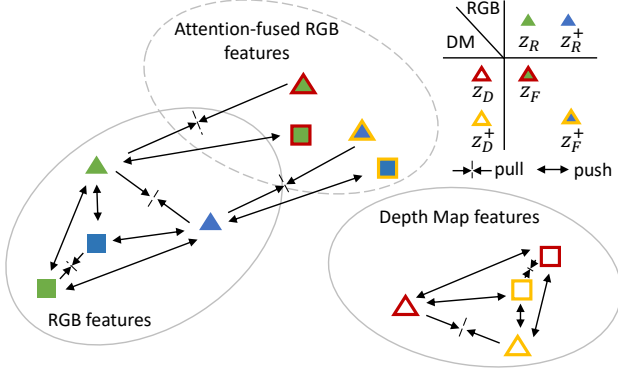 Attention-fused RGB
features
RGB
DM
z_R z_R^+
z_D z_F
z_D^+ z_F^+
pull push
Depth Map features
RGB features